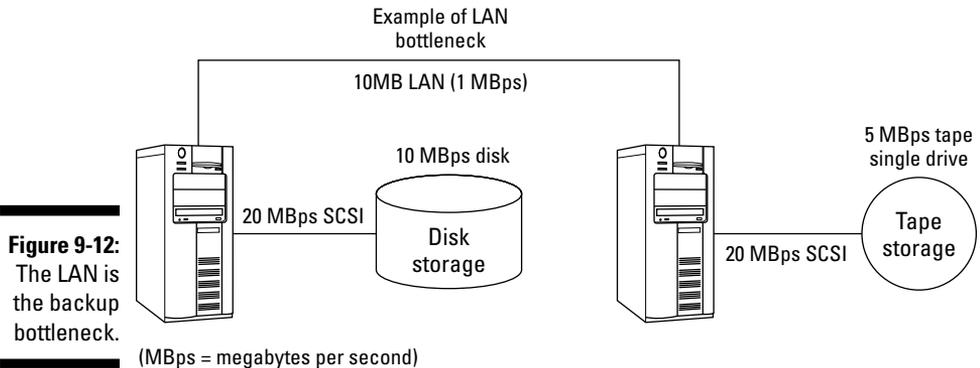 Example of LAN
bottleneck
10MB LAN (1 MBps)
5 MBps tape
single drive
10 MBps disk
20 MBps SCSI
Disk
storage
Tape
storage
20 MBps SCSI
Figure 9-12:
The LAN is
the backup
bottleneck.
(MBps = megabytes per second)